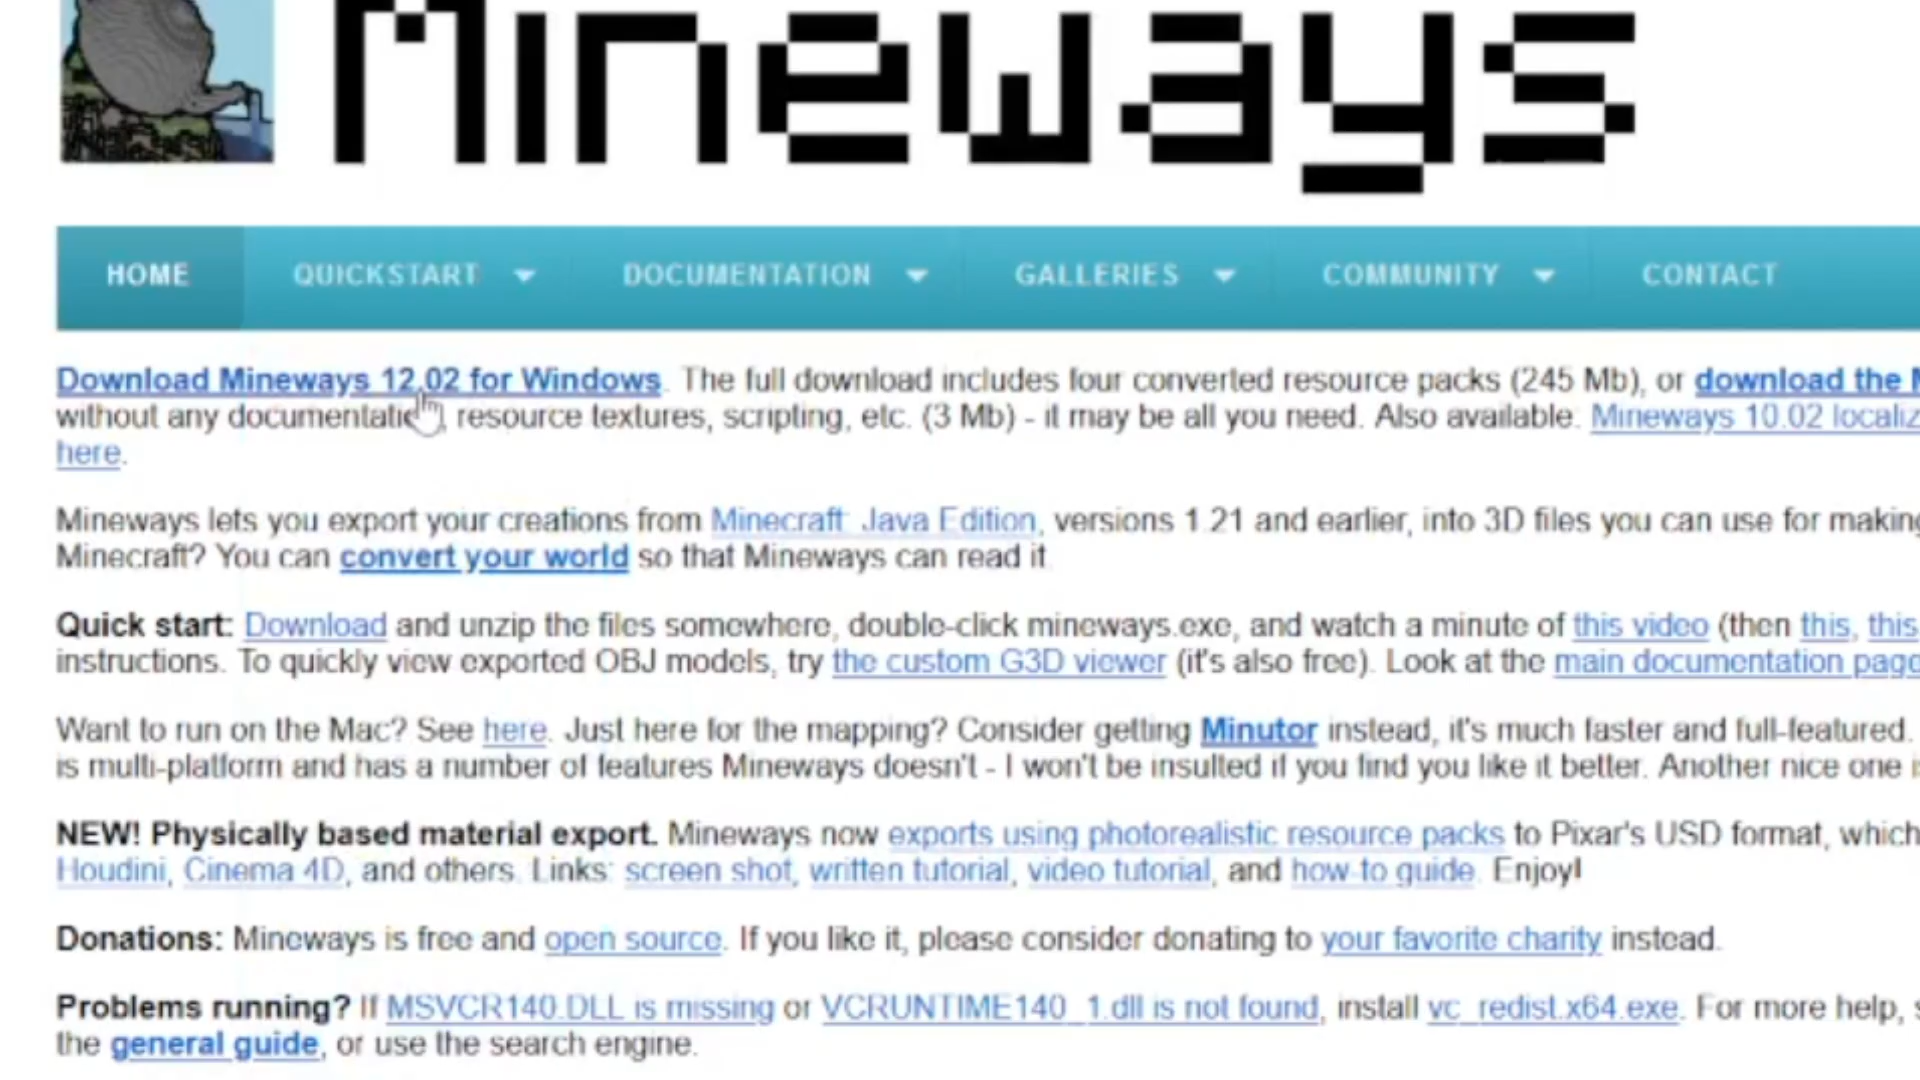 Mineways
HOME QUICKSTART DOCUMENTATION GALLERIES COMMUNITY CONTACT
Download Mineways 12.02 for Windows. The full download includes four converted resource packs (245 Mb), or download the
without any documentation, resource textures, scripting, etc. (3 Mb) - it may be all you need. Also available: Mineways 10.02
here.
Mineways lets you export your creations from Minecraft: Java Edition, versions 1.21 and earlier, into 3D files you can use for making
Minecraft? You can convert your world so that Mineways can read it
Quick start: Download and unzip the files somewhere, double-click mineways.exe, and watch a minute of this video (then this, this
instructions. To quickly view exported OBJ models, try the custom G3D viewer (it's also free). Look at the main documentation page
Want to run on the Mac? See here. Just here for the mapping? Consider getting Minutor instead, it's much faster and full-featured.
is multi-platform and has a number of features Mineways doesn't - I won't be insulted if you find you like it better. Another nice one
NEW! Physically based material export. Mineways now exports using photorealistic resource packs to Pixar's USD format, which
Houdini, Cinema 4D, and others. Links: screen shot, written tutorial, video tutorial, and how-to guide. Enjoy!
Donations: Mineways is free and open source. If you like it, please consider donating to your favorite charity instead.
Problems running? If MSVCR140.DLL is missing or VCRUNTIME140_1.dll is not found, install vc_redist.x64.exe. For more help,
the general guide, or use the search engine.